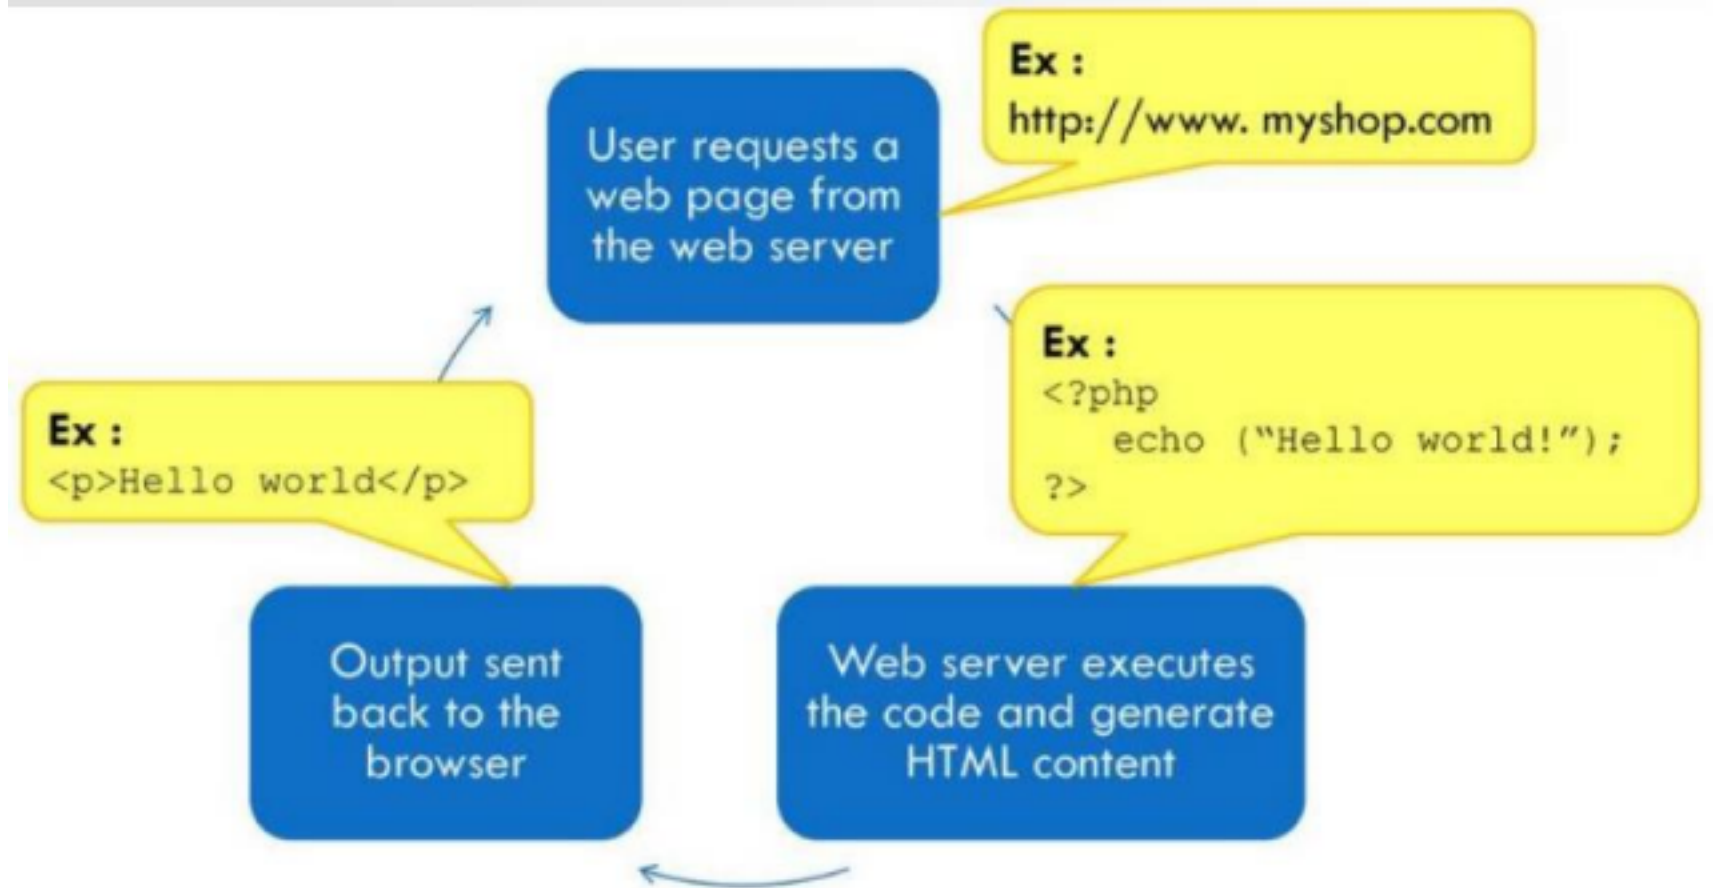 User requests a
web page from
the web server
Ex :
http://www. myshop.com
Ex :
<?php
echo (“Hello world!”);
?>
Web server executes
the code and generate
HTML content
Ex :
<p>Hello world</p>
Output sent
back to the
browser